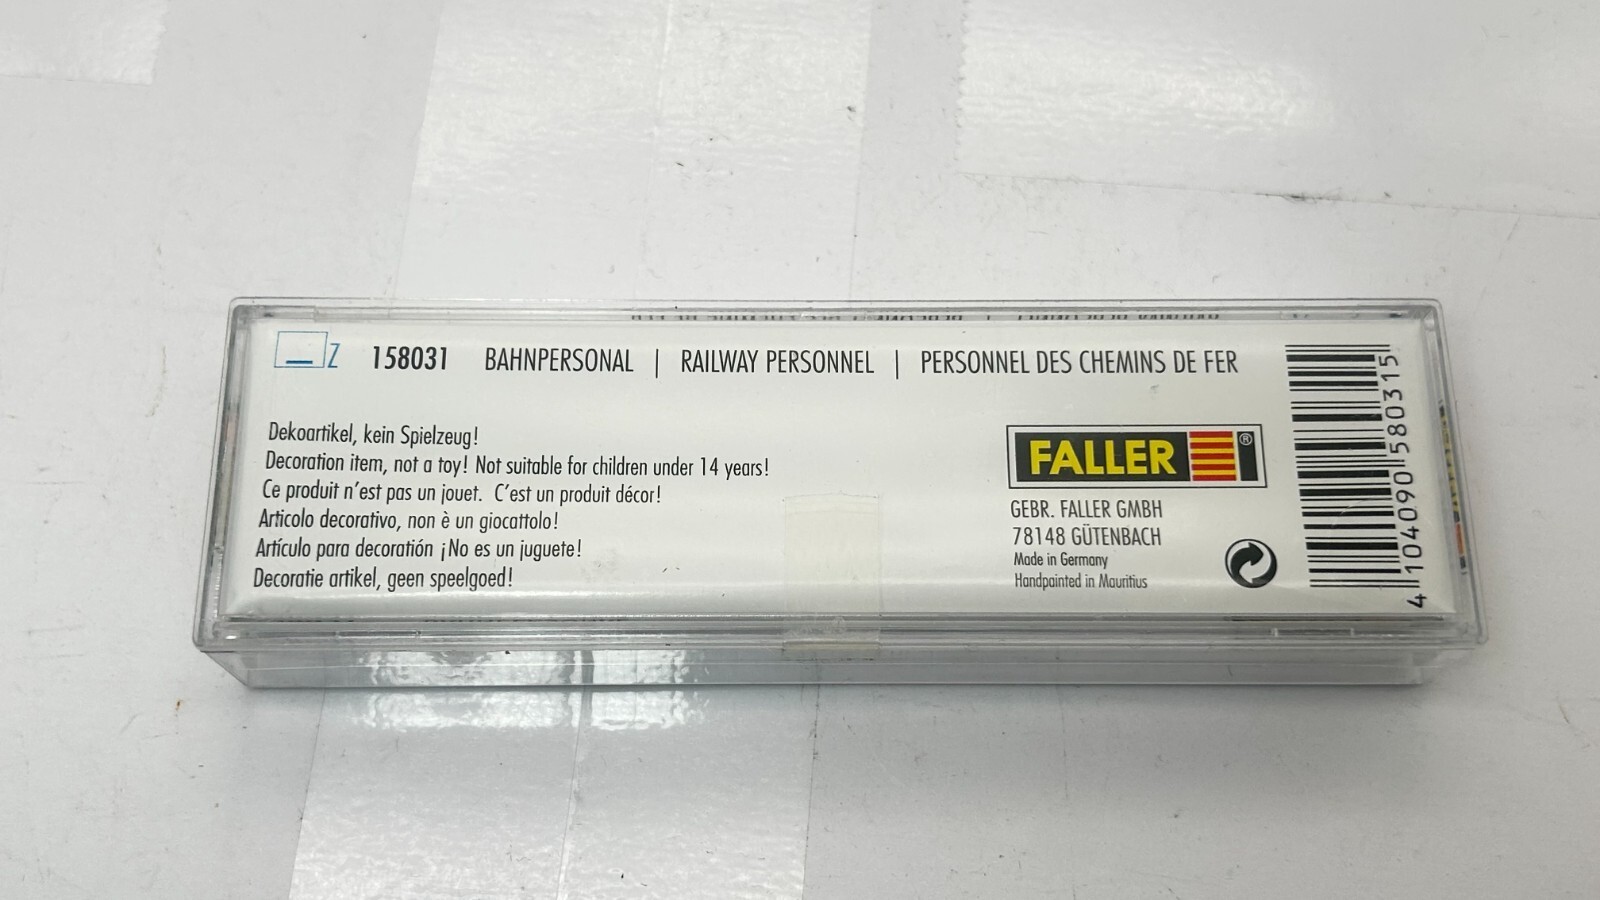 Z 158031 BAHNPERSONAL | RAILWAY PERSONNEL | PERSONNEL DES CHEMINS DE FER
Dekoartikel, kein Spielzeug!
Decoration item, not a toy! Not suitable for children under 14 years!
Ce produit n'est pas un jouet. C'est un produit décor!
Articolo decorativo, non è un giocattolo!
Artículo para decoratión ¡No es un juguete!
Decoratie artikel, geen speelgoed!
FALLER ®
GEBR. FALLER GMBH
78148 GÜTENBACH
Made in Germany
Handpainted in Mauritius
4 104090 580315